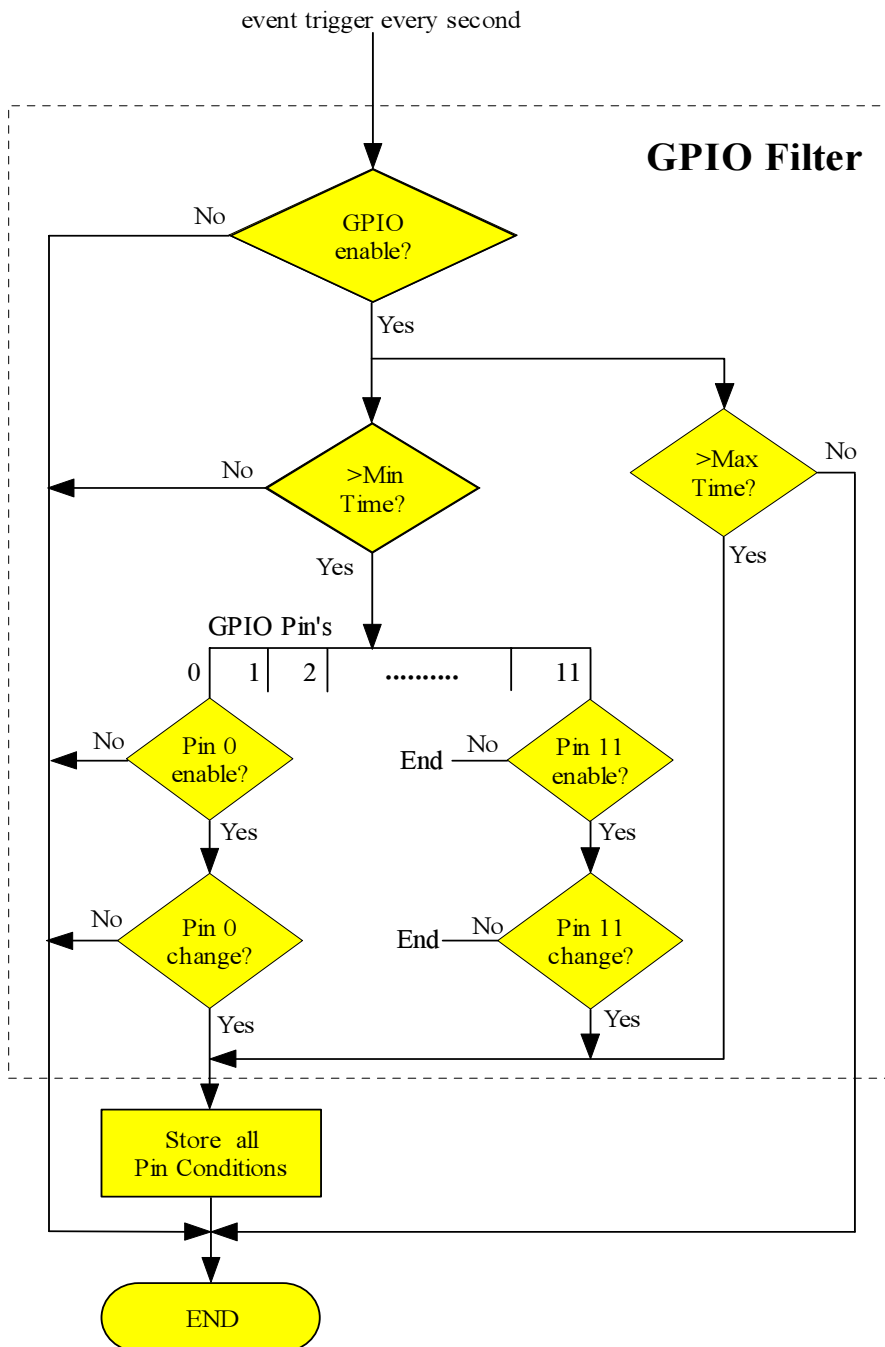 event trigger every second
GPIO Filter
No
GPIO
enable?
Yes
No
>Min
Time?
>Max
Time?
No
Yes
Yes
GPIO Pin's
0 1 2 .......... 11
No
Pin 0
enable?
End
No
Pin 11
enable?
Yes
Yes
No
Pin 0
change?
End
No
Pin 11
change?
Yes
Yes
Store all
Pin Conditions
END